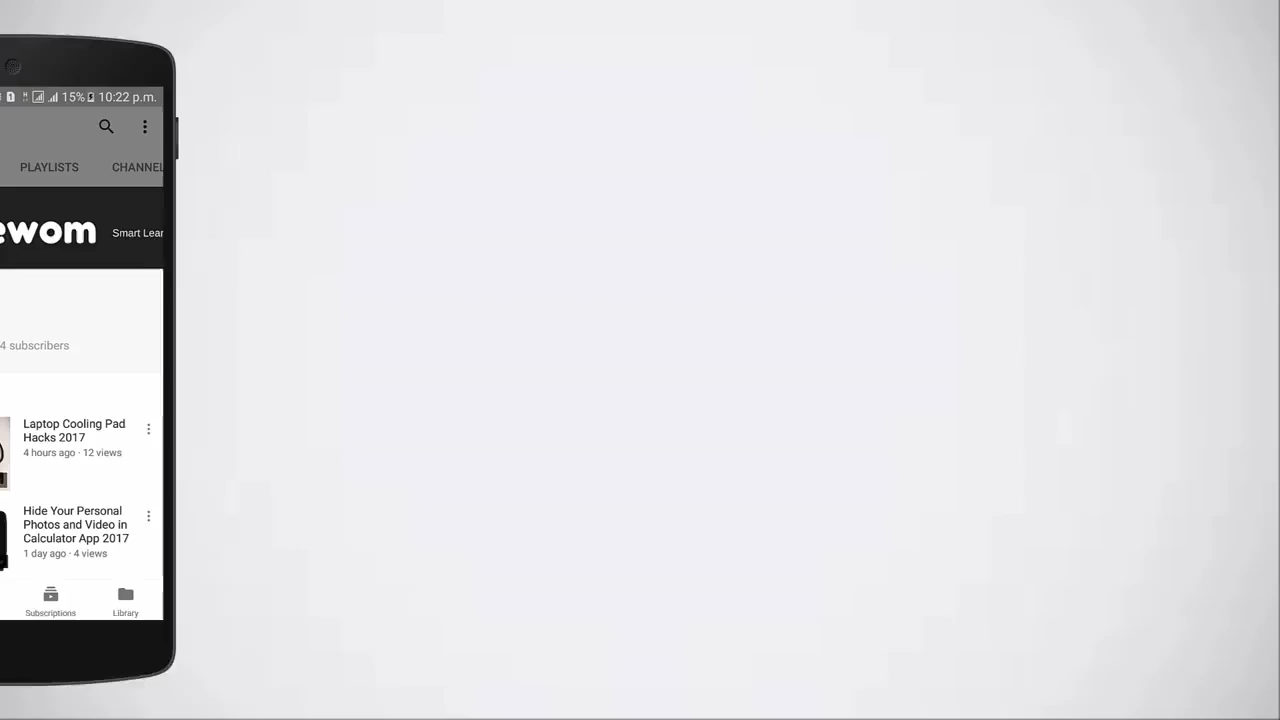 15% 10:22 p.m.
PLAYLISTS CHANNEL
ewom Smart Lear
4 subscribers
Laptop Cooling Pad
Hacks 2017
4 hours ago · 12 views
Hide Your Personal
Photos and Video in
Calculator App 2017
1 day ago · 4 views
Subscriptions Library